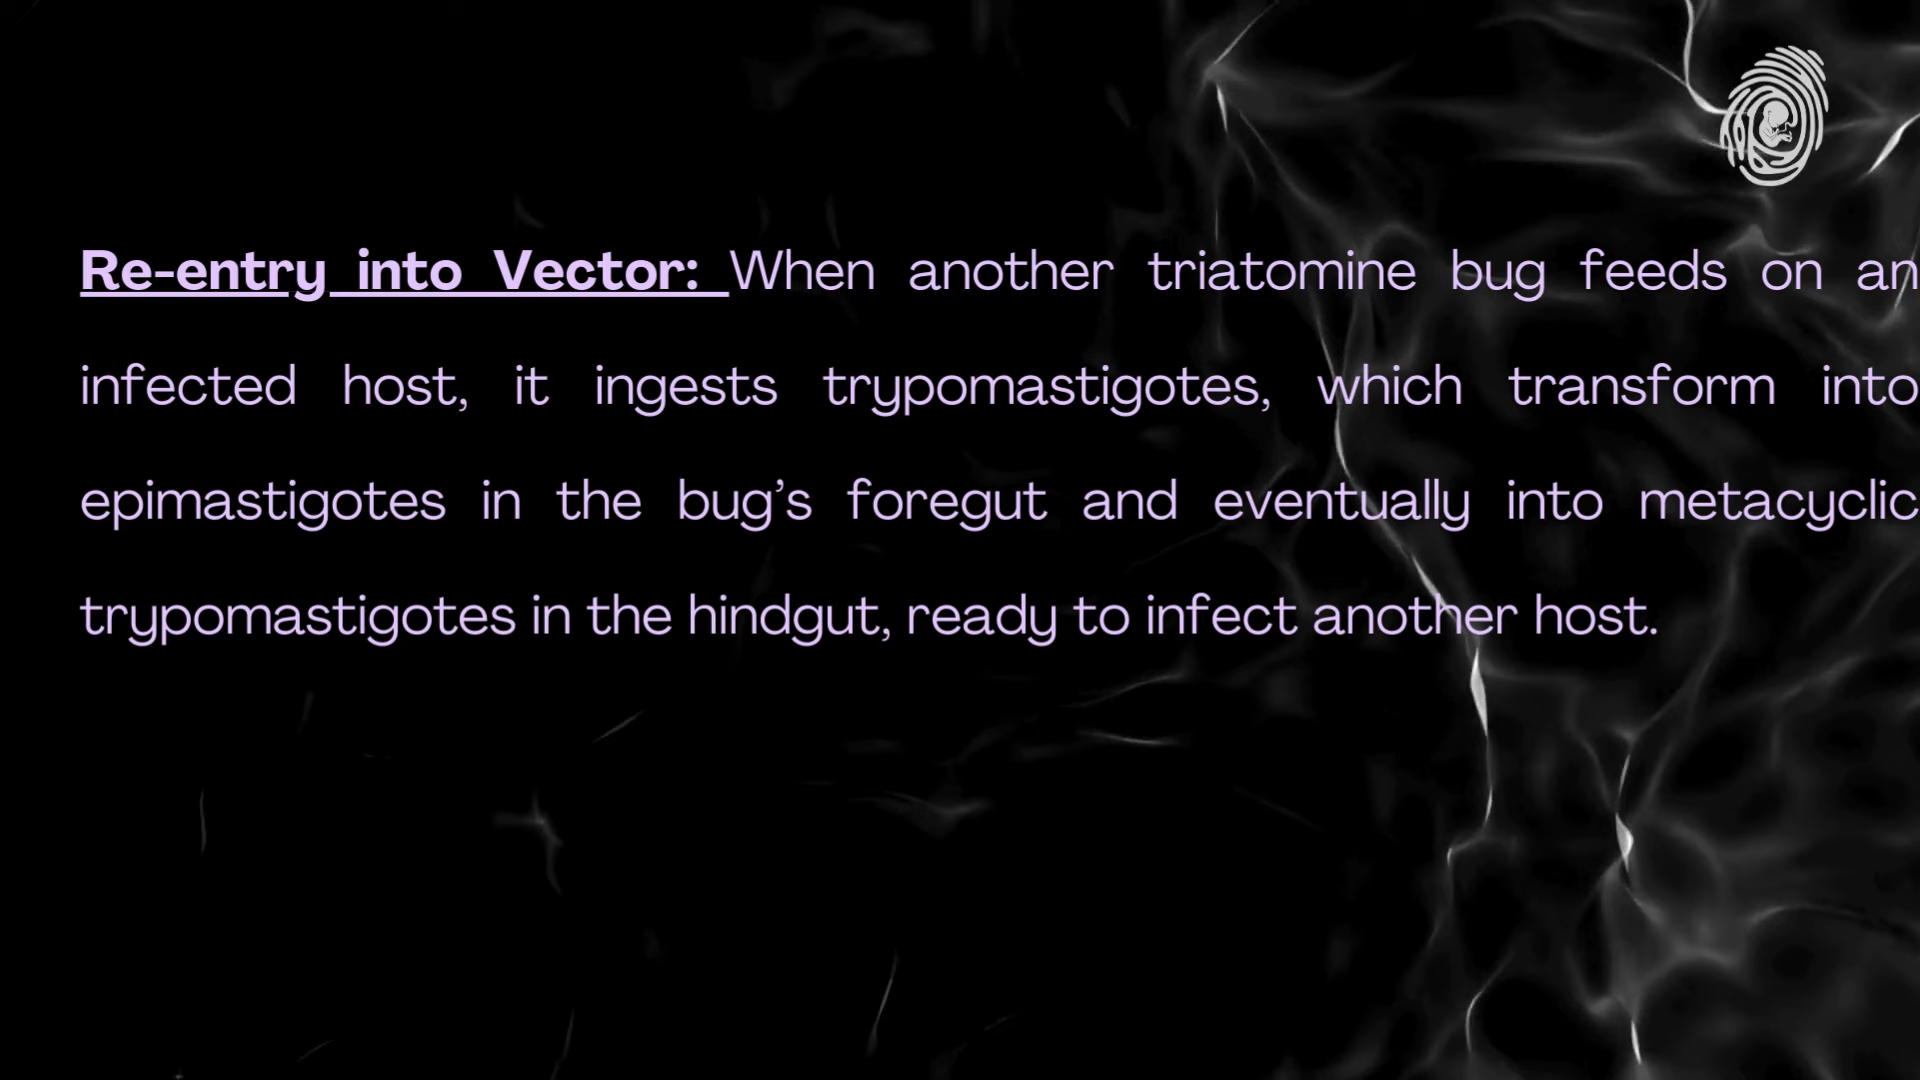 Re-entry into Vector: When another triatomine bug feeds on an
infected host, it ingests trypomastigotes, which transform into
epimastigotes in the bug’s foregut and eventually into metacyclic
trypomastigotes in the hindgut, ready to infect another host.